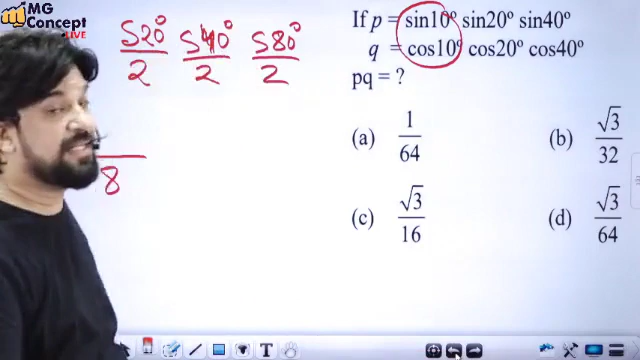 MG
Concept
LIVE
S20° S40° S80°
2 2 2
8
If p = sin10° sin20° sin40°
q = cos10° cos20° cos40°
pq = ?
(a) 1/64
(b) √3/32
(c) √3/16
(d) √3/64
T